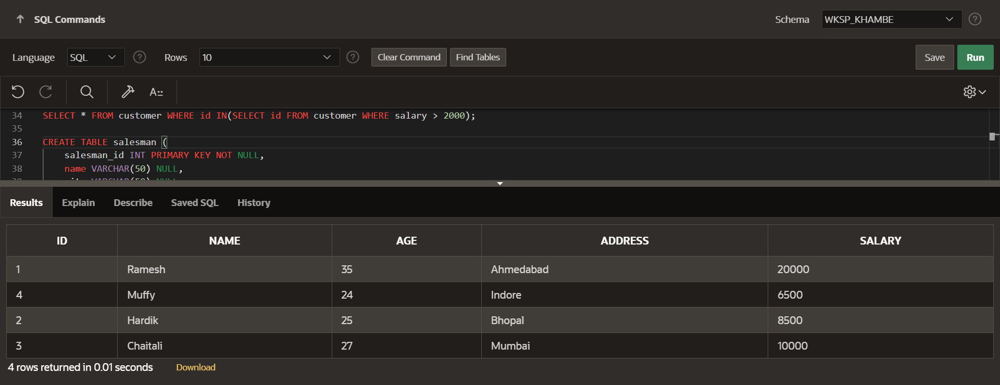 SQL Commands
Schema WKSP_KHAMBE
Language SQL Rows 10 Clear Command Find Tables Save Run
34 SELECT * FROM customer WHERE id IN(SELECT id FROM customer WHERE salary > 2000);
35
36 CREATE TABLE salesman (
37 salesman_id INT PRIMARY KEY NOT NULL,
38 name VARCHAR(50) NULL,
Results Explain Describe Saved SQL History
ID NAME AGE ADDRESS SALARY
1 Ramesh 35 Ahmedabad 20000
4 Muffy 24 Indore 6500
2 Hardik 25 Bhopal 8500
3 Chaitali 27 Mumbai 10000
4 rows returned in 0.01 seconds Download